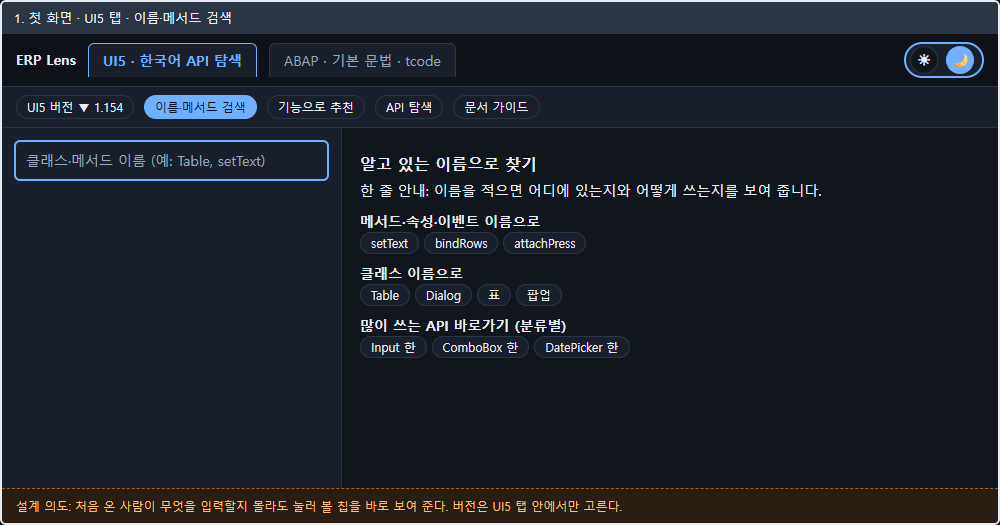 1. 첫 화면 · UI5 탭 · 이름·메서드 검색
ERP Lens
UI5 · 한국어 API 탐색
ABAP · 기본 문법 · tcode
UI5 버전 ▼ 1.154
이름·메서드 검색
기능으로 추천
API 탐색
문서 가이드
클래스·메서드 이름 (예: Table, setText)
알고 있는 이름으로 찾기
한 줄 안내: 이름을 적으면 어디에 있는지와 어떻게 쓰는지를 보여 줍니다.
메서드·속성·이벤트 이름으로
setText
bindRows
attachPress
클래스 이름으로
Table
Dialog
표
팝업
많이 쓰는 API 바로가기 (분류별)
Input 한
ComboBox 한
DatePicker 한
설계 의도: 처음 온 사람이 무엇을 입력할지 몰라도 눌러 볼 칩을 바로 보여 준다. 버전은 UI5 탭 안에서만 고른다.